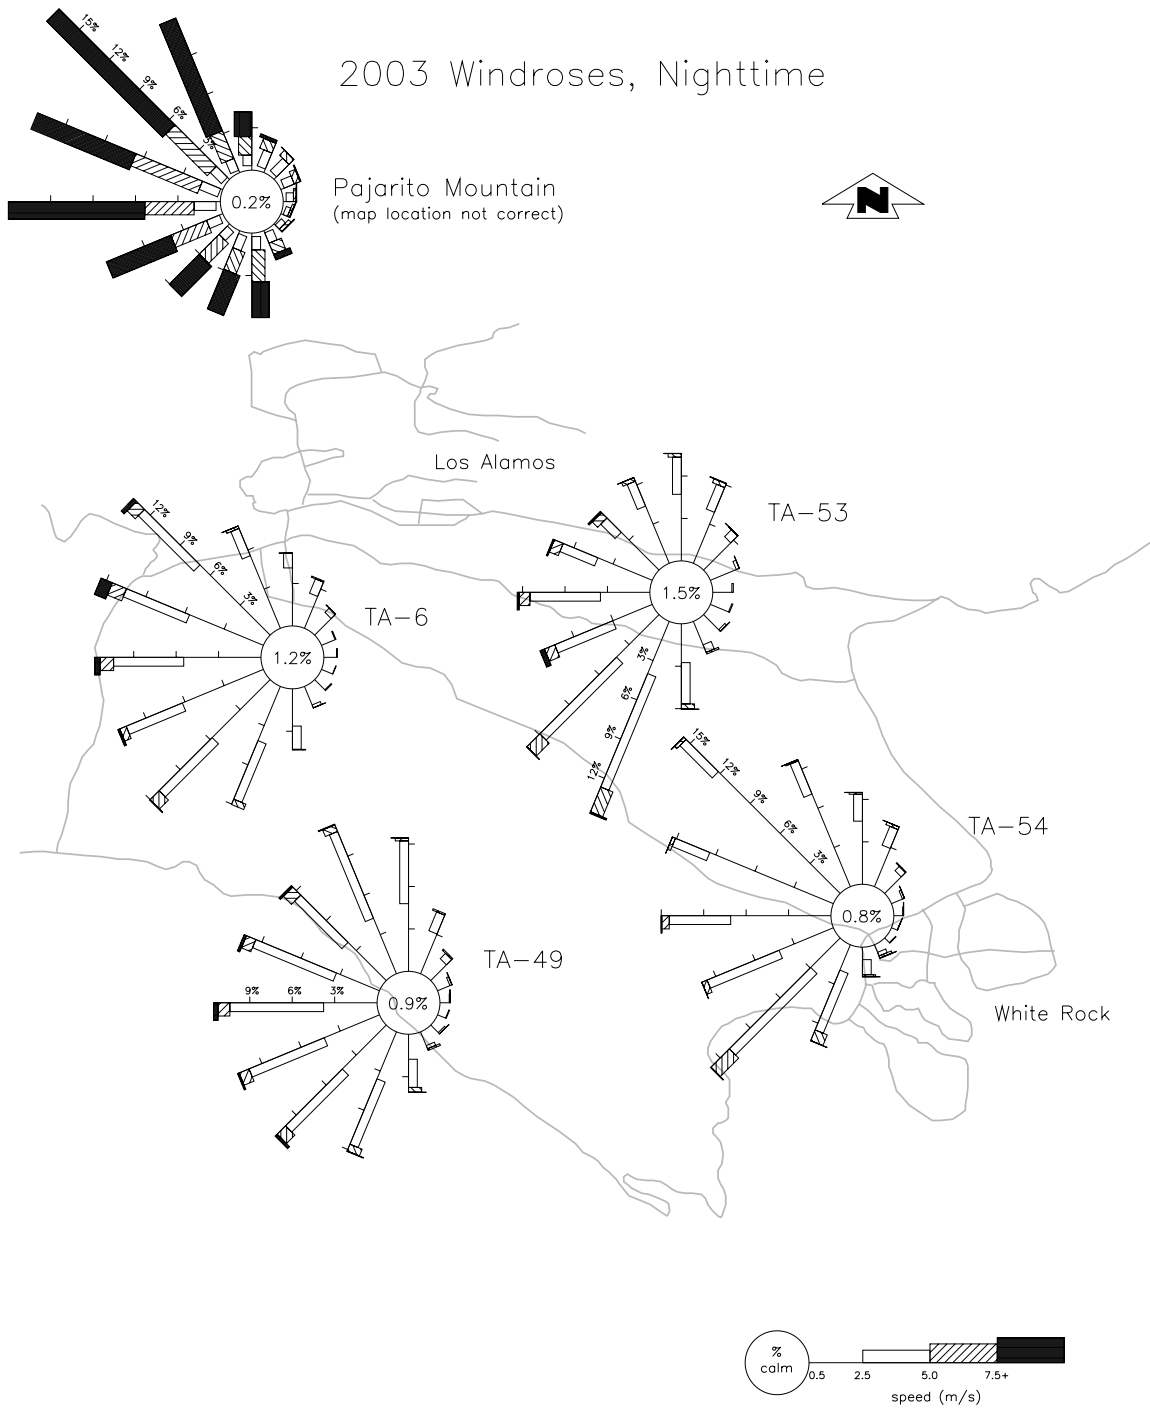 2003 Windroses, Nighttime
15%
12%
9%
6%
3%
0.2%
Pajarito Mountain
(map location not correct)
N
Los Alamos
TA-53
1.5%
3%
6%
9%
12%
TA-6
12%
9%
6%
3%
1.2%
TA-54
15%
12%
9%
6%
3%
0.8%
TA-49
9% 6% 3%
0.9%
White Rock
%
calm
0.5 2.5 5.0 7.5+
speed (m/s)